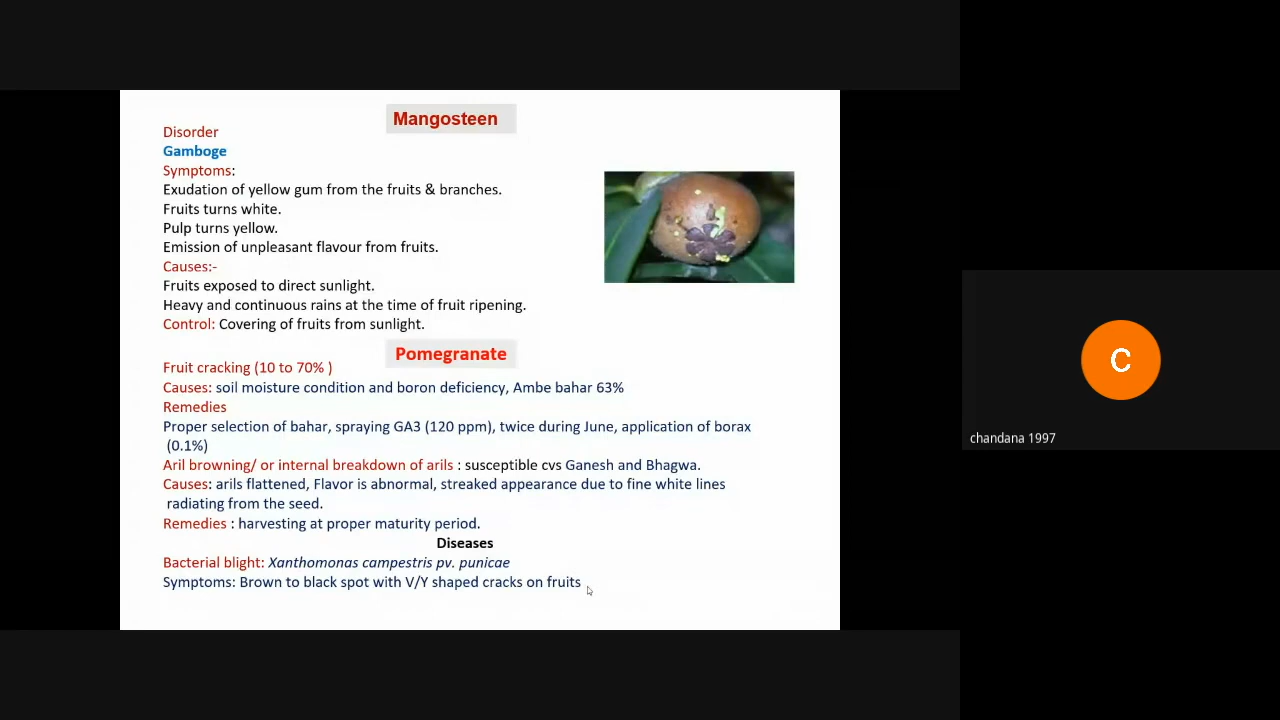 Mangosteen
Disorder
Gamboge
Symptoms:
Exudation of yellow gum from the fruits & branches.
Fruits turns white.
Pulp turns yellow.
Emission of unpleasant flavour from fruits.
Causes:-
Fruits exposed to direct sunlight.
Heavy and continuous rains at the time of fruit ripening.
Control: Covering of fruits from sunlight.
Pomegranate
Fruit cracking (10 to 70% )
Causes: soil moisture condition and boron deficiency, Ambe bahar 63%
Remedies
Proper selection of bahar, spraying GA3 (120 ppm), twice during June, application of borax
(0.1%)
Aril browning/ or internal breakdown of arils : susceptible cvs Ganesh and Bhagwa.
Causes: arils flattened, Flavor is abnormal, streaked appearance due to fine white lines
radiating from the seed.
Remedies : harvesting at proper maturity period.
Diseases
Bacterial blight: Xanthomonas campestris pv. punicae
Symptoms: Brown to black spot with V/Y shaped cracks on fruits
C
chandana 1997